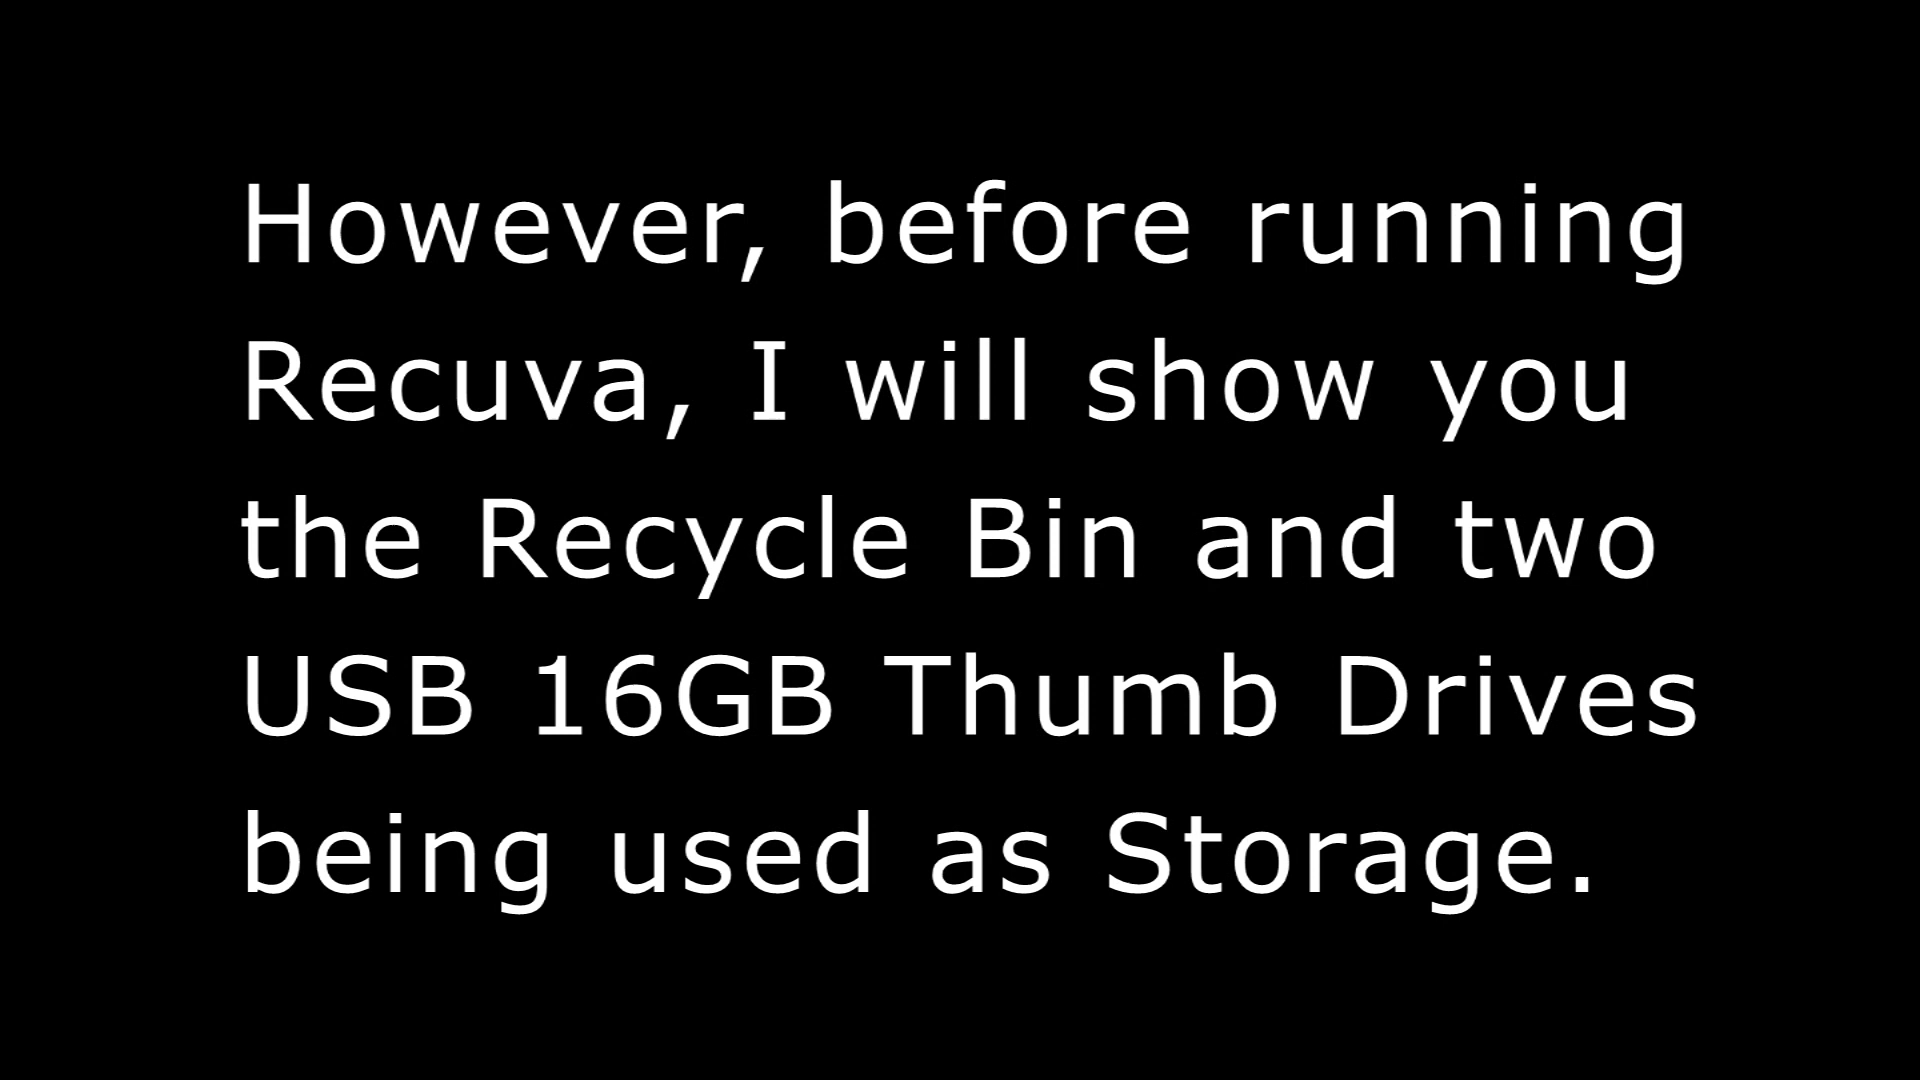 However, before running
Recuva, I will show you
the Recycle Bin and two
USB 16GB Thumb Drives
being used as Storage.